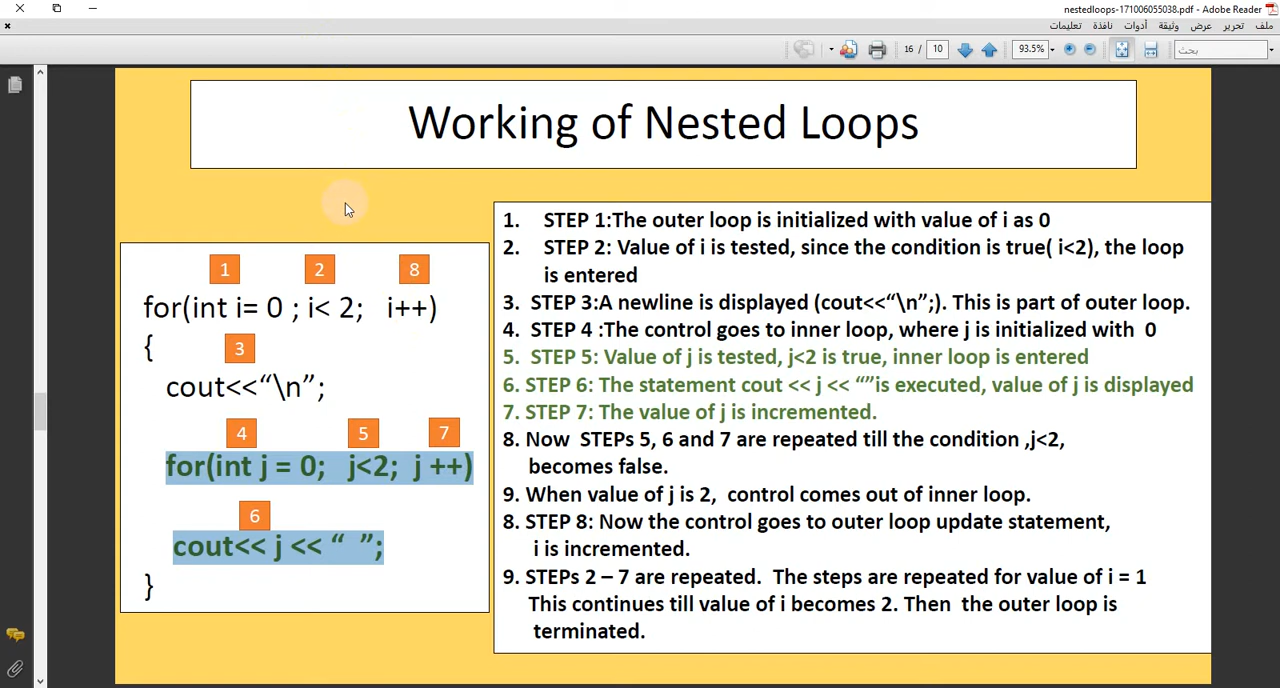 nestedloops-171006055038.pdf - Adobe Reader
ملف تحرير عرض وثيقة أدوات نافذة تعليمات
16 / 10 93.5% بحث
Working of Nested Loops
1 2 8
for(int i= 0 ; i< 2; i++)
{
3
cout<<“\n”;
4 5 7
for(int j = 0; j<2; j ++)
6
cout<< j << “ ”;
}
1. STEP 1:The outer loop is initialized with value of i as 0
2. STEP 2: Value of i is tested, since the condition is true( i<2), the loop
is entered
3. STEP 3:A newline is displayed (cout<<“\n”;). This is part of outer loop.
4. STEP 4 :The control goes to inner loop, where j is initialized with 0
5. STEP 5: Value of j is tested, j<2 is true, inner loop is entered
6. STEP 6: The statement cout << j << “”is executed, value of j is displayed
7. STEP 7: The value of j is incremented.
8. Now STEPs 5, 6 and 7 are repeated till the condition ,j<2,
becomes false.
9. When value of j is 2, control comes out of inner loop.
8. STEP 8: Now the control goes to outer loop update statement,
i is incremented.
9. STEPs 2 – 7 are repeated. The steps are repeated for value of i = 1
This continues till value of i becomes 2. Then the outer loop is
terminated.